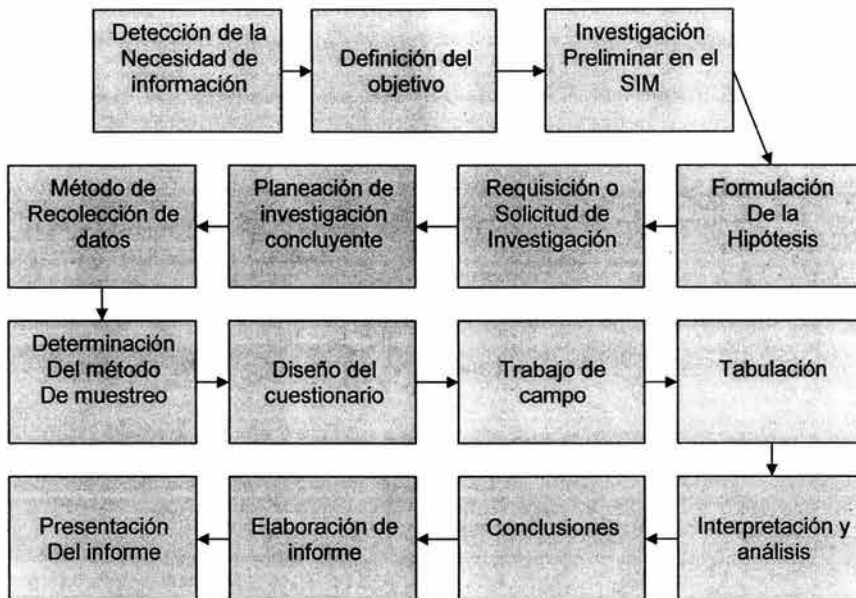 Detección de la
Necesidad de
información
Definición del
objetivo
Investigación
Preliminar en el
SIM
Formulación
De la
Hipótesis
Requisición o
Solicitud de
Investigación
Planeación de
investigación
concluyente
Método de
Recolección de
datos
Determinación
Del método
De muestreo
Diseño del
cuestionario
Trabajo de
campo
Tabulación
Interpretación y
análisis
Conclusiones
Elaboración de
informe
Presentación
Del informe